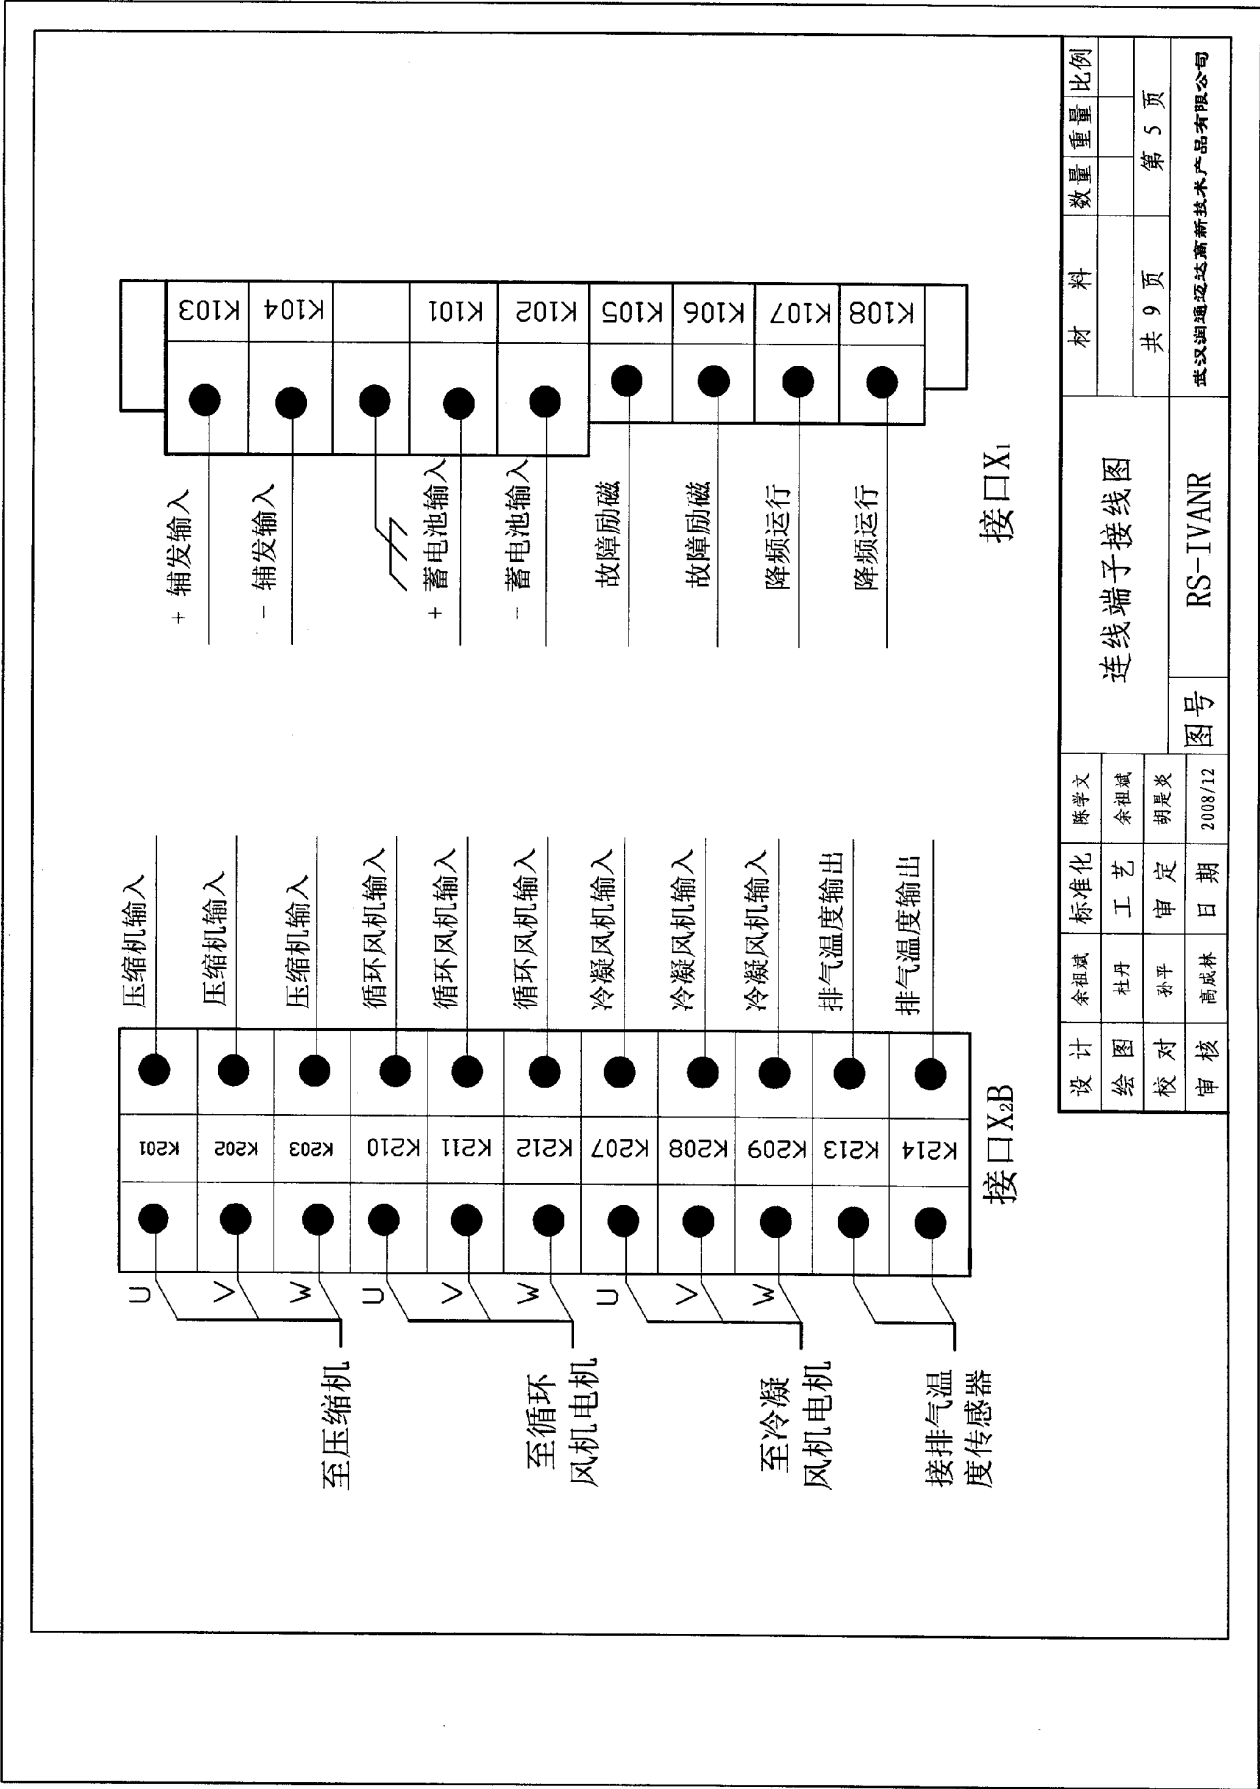 压缩机输入
压缩机输入
压缩机输入
循环风机输入
循环风机输入
循环风机输入
冷凝风机输入
冷凝风机输入
冷凝风机输入
排气温度输出
排气温度输出
K201
K202
K203
K210
K211
K212
K207
K208
K209
K213
K214
U
V
W
U
V
W
U
V
W
至压缩机
至循环
风机电机
至冷凝
风机电机
接排气温
度传感器
接口X₂B
K103
K104
K101
K102
K105
K106
K107
K108
+ 辅发输入
- 辅发输入
+ 蓄电池输入
- 蓄电池输入
故障励磁
故障励磁
降频运行
降频运行
接口X₁
设 计 余祖斌 标准化 陈学文
绘 图 杜丹 工 艺 余祖斌
校 对 孙平 审 定 胡是炎
审 核 高成林 日 期 2008/12
连线端子接线图
图号 RS-IVANR
材 料 数量 重量 比例
共 9 页 第 5 页
武汉润通迈达高新技术产品有限公司